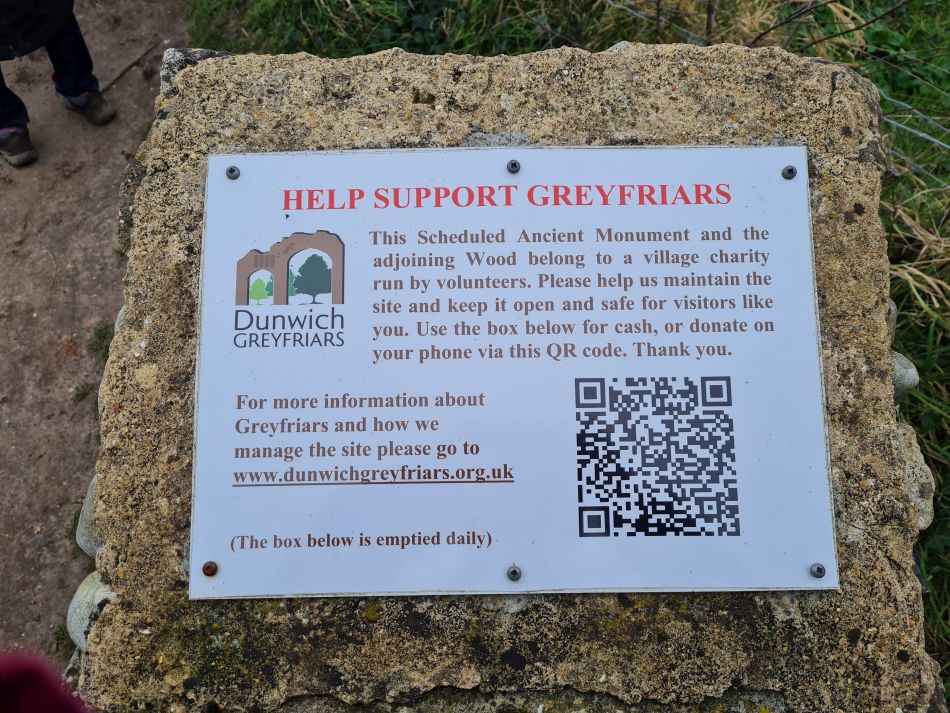 HELP SUPPORT GREYFRIARS
This Scheduled Ancient Monument and the
adjoining Wood belong to a village charity
run by volunteers. Please help us maintain the
site and keep it open and safe for visitors like
you. Use the box below for cash, or donate on
your phone via this QR code. Thank you.
Dunwich
GREYFRIARS
For more information about
Greyfriars and how we
manage the site please go to
www.dunwichgreyfriars.org.uk
(The box below is emptied daily)